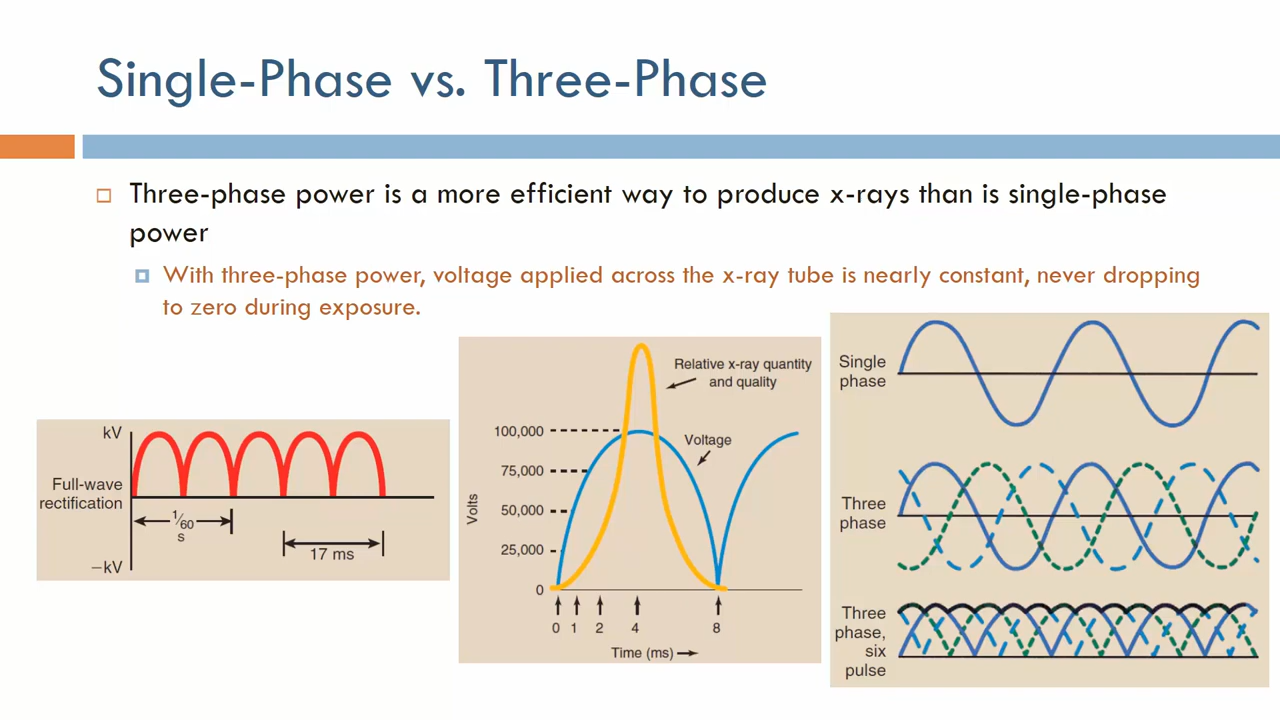 Single-Phase vs. Three-Phase
Three-phase power is a more efficient way to produce x-rays than is single-phase
power
With three-phase power, voltage applied across the x-ray tube is nearly constant, never dropping
to zero during exposure.
kV
Full-wave
rectification
1/60
s
17 ms
−kV
Relative x-ray quantity
and quality
Voltage
Volts
100,000
75,000
50,000
25,000
0
0 1 2 4 8
Time (ms)
Single
phase
Three
phase
Three
phase,
six
pulse